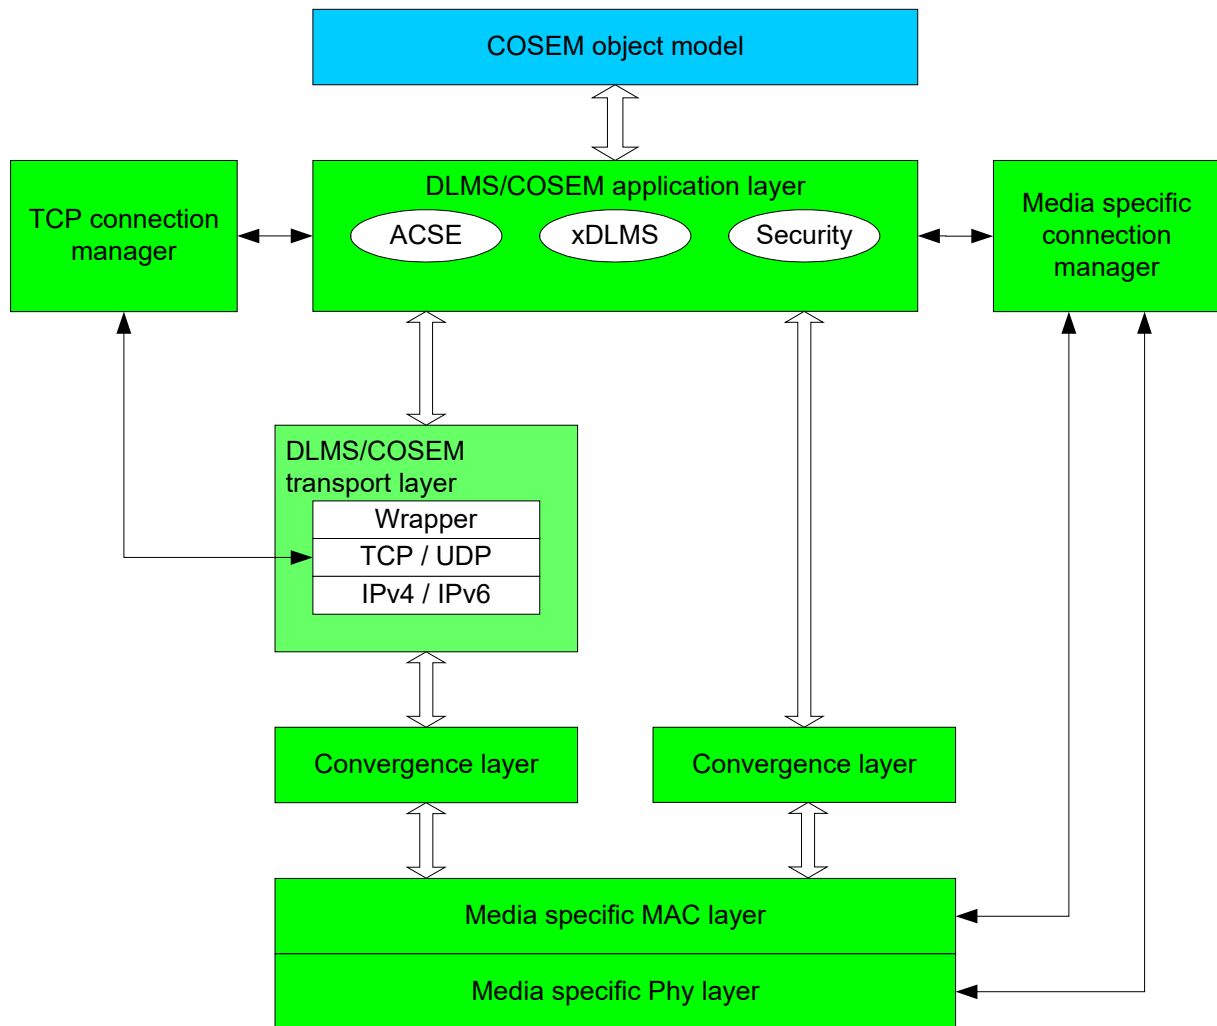 COSEM object model
TCP connection
manager
DLMS/COSEM application layer
ACSE
xDLMS
Security
Media specific
connection
manager
DLMS/COSEM
transport layer
Wrapper
TCP / UDP
IPv4 / IPv6
Convergence layer
Convergence layer
Media specific MAC layer
Media specific Phy layer